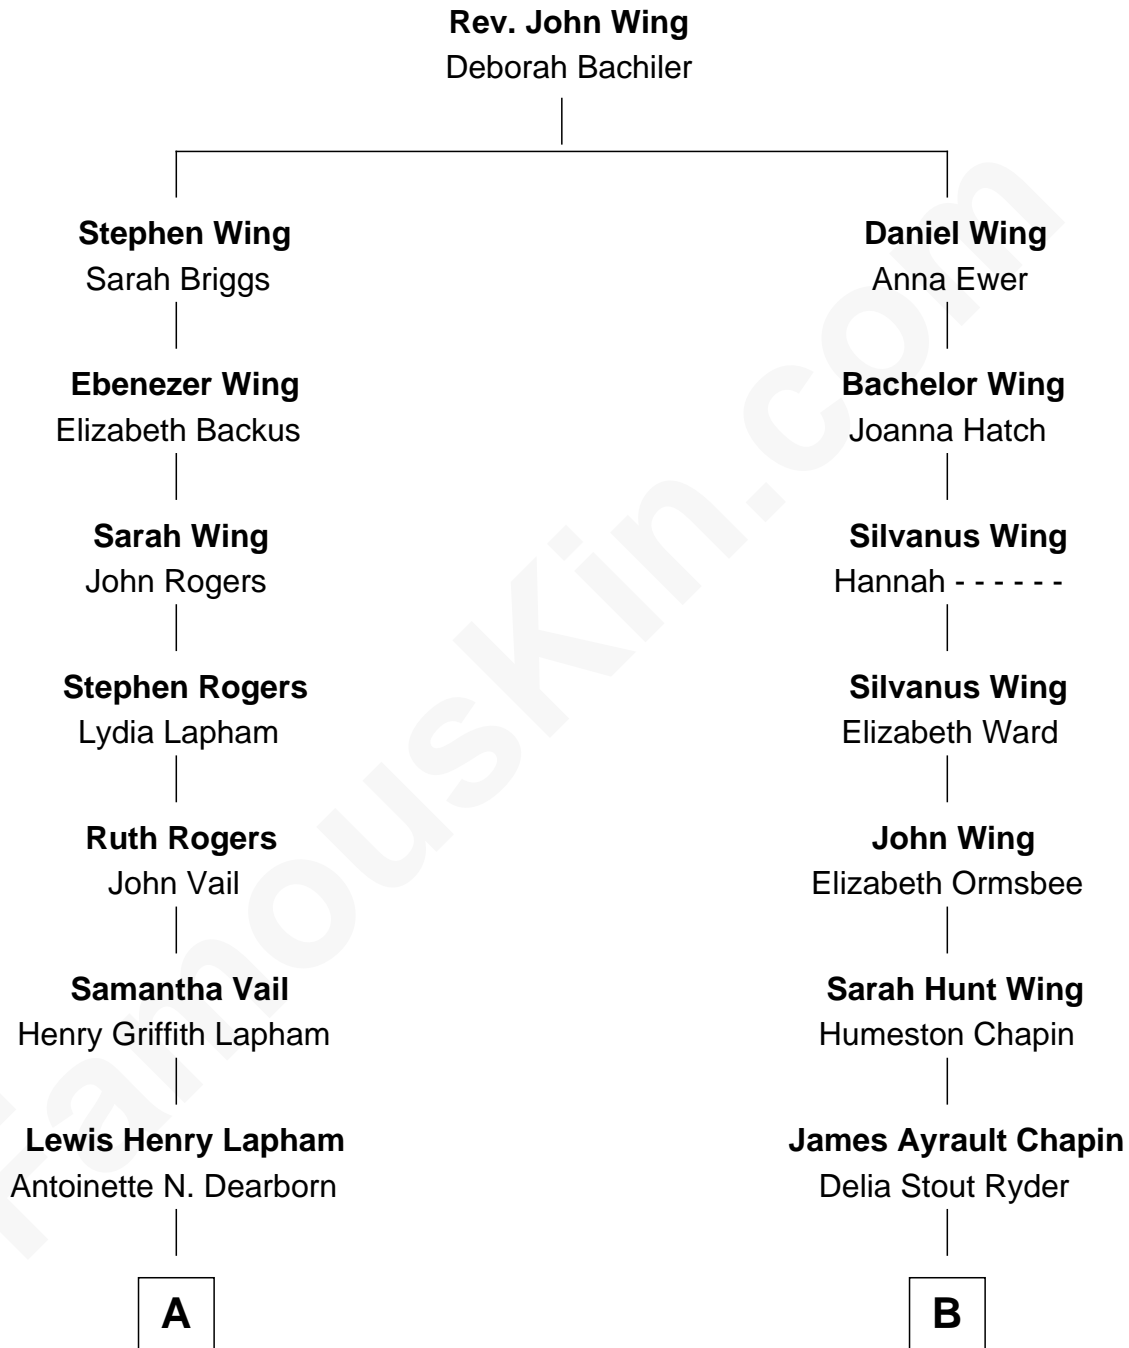 Rev. John Wing
Deborah Bachiler
Stephen Wing
Sarah Briggs
Daniel Wing
Anna Ewer
Ebenezer Wing
Elizabeth Backus
Bachelor Wing
Joanna Hatch
Sarah Wing
John Rogers
Silvanus Wing
Hannah - - - - - -
Stephen Rogers
Lydia Lapham
Silvanus Wing
Elizabeth Ward
Ruth Rogers
John Vail
John Wing
Elizabeth Ormsbee
Samantha Vail
Henry Griffith Lapham
Sarah Hunt Wing
Humeston Chapin
Lewis Henry Lapham
Antoinette N. Dearborn
James Ayrault Chapin
Delia Stout Ryder
A
B
FamousKin.com